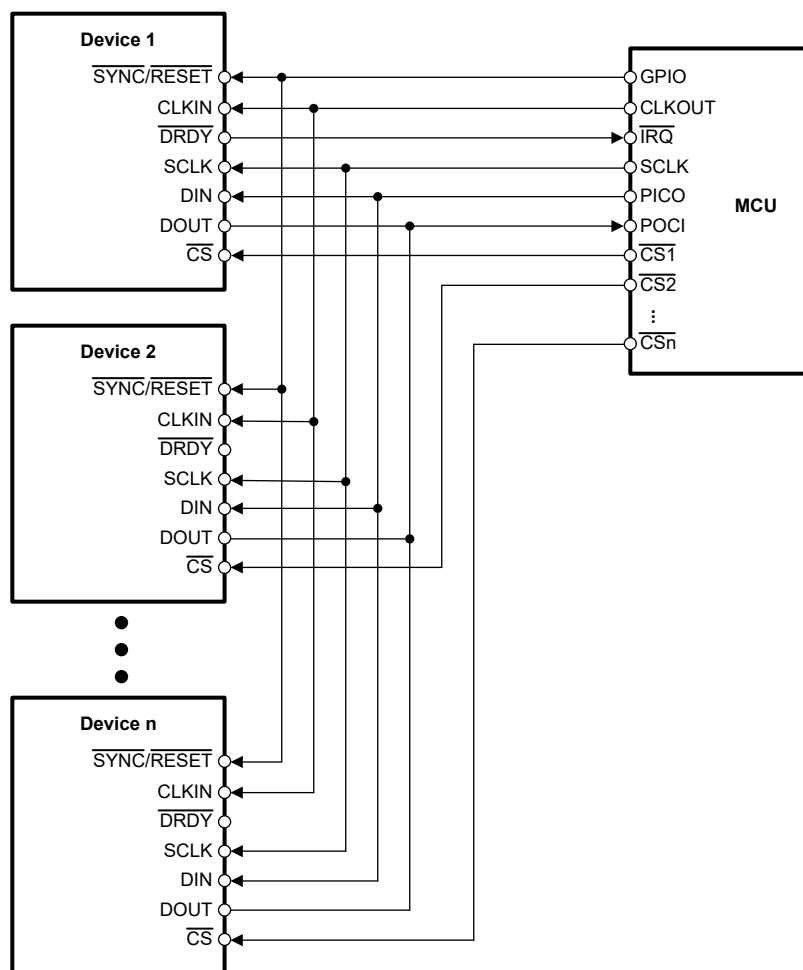 Device 1
SYNC/RESET
CLKIN
DRDY
SCLK
DIN
DOUT
CS
MCU
GPIO
CLKOUT
IRQ
SCLK
PICO
POCI
CS1
CS2
...
CSn
Device 2
SYNC/RESET
CLKIN
DRDY
SCLK
DIN
DOUT
CS
Device n
SYNC/RESET
CLKIN
DRDY
SCLK
DIN
DOUT
CS